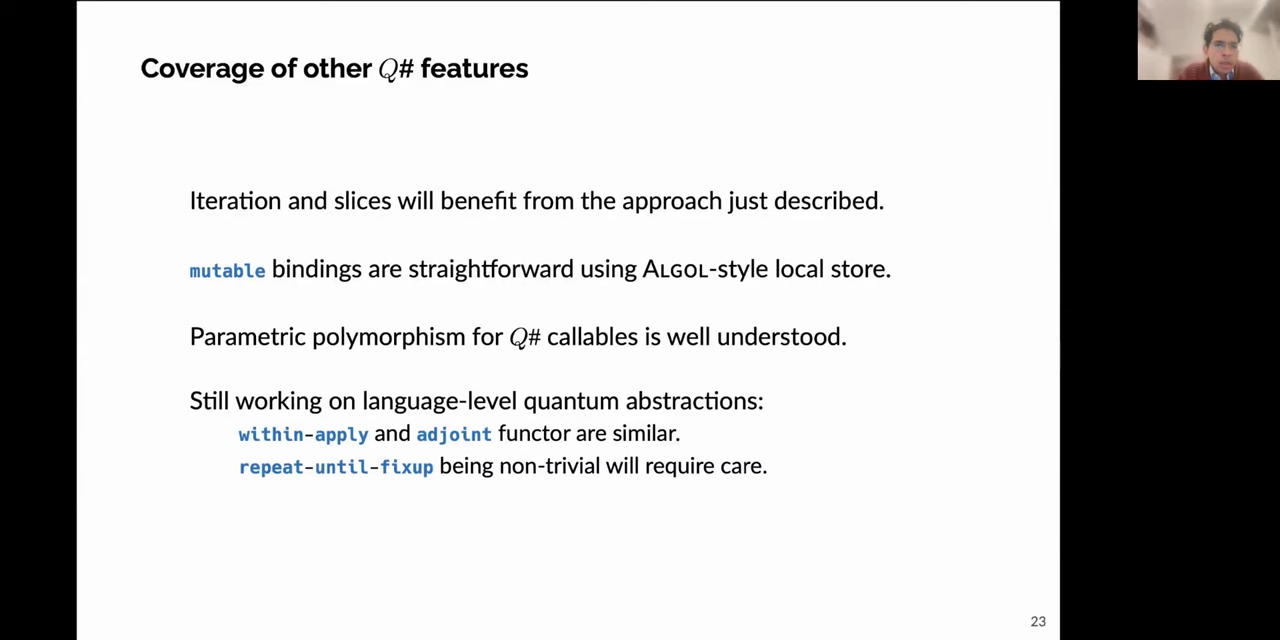 Coverage of other Q# features
Iteration and slices will benefit from the approach just described.
mutable bindings are straightforward using ALGOL-style local store.
Parametric polymorphism for Q# callables is well understood.
Still working on language-level quantum abstractions:
within-apply and adjoint functor are similar.
repeat-until-fixup being non-trivial will require care.
23